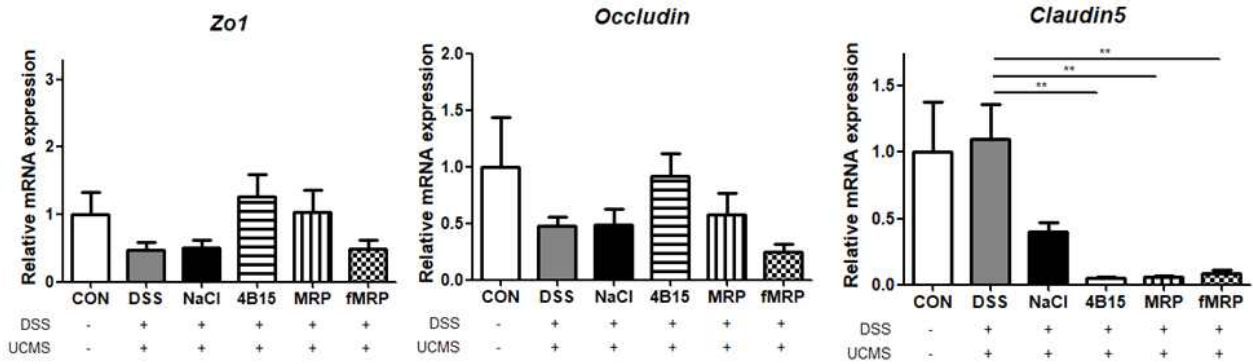 Zo1
Relative mRNA expression
3
2
1
0
CON DSS NaCl 4B15 MRP fMRP
DSS - + + + + +
UCMS - + + + + +
Occludin
Relative mRNA expression
2.0
1.5
1.0
0.5
0.0
CON DSS NaCl 4B15 MRP fMRP
DSS - + + + + +
UCMS - + + + + +
Claudin5
Relative mRNA expression
1.5
1.0
0.5
0.0
**
**
**
CON DSS NaCl 4B15 MRP fMRP
DSS - + + + + +
UCMS - + + + + +